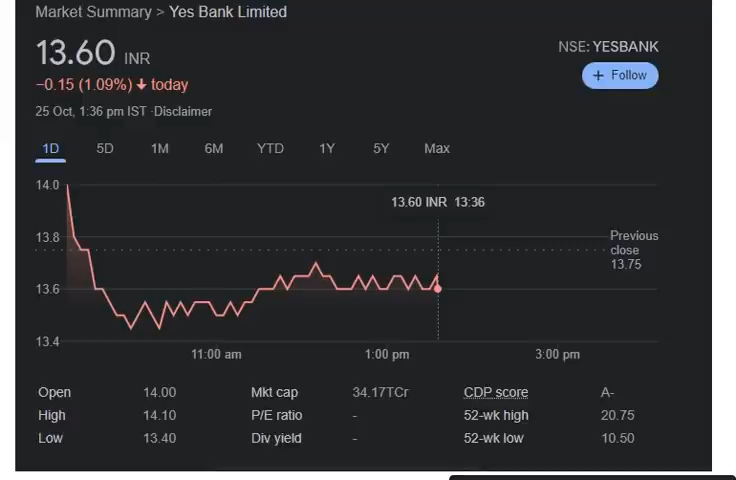 Market Summary > Yes Bank Limited
13.60 INR
NSE: YESBANK
−0.15 (1.09%) ↓ today
+ Follow
25 Oct, 1:36 pm IST · Disclaimer
1D 5D 1M 6M YTD 1Y 5Y Max
14.0
13.60 INR 13:36
13.8
Previous
close
13.75
13.6
13.4
11:00 am 1:00 pm 3:00 pm
Open 14.00 Mkt cap 34.17TCr CDP score A-
High 14.10 P/E ratio - 52-wk high 20.75
Low 13.40 Div yield - 52-wk low 10.50